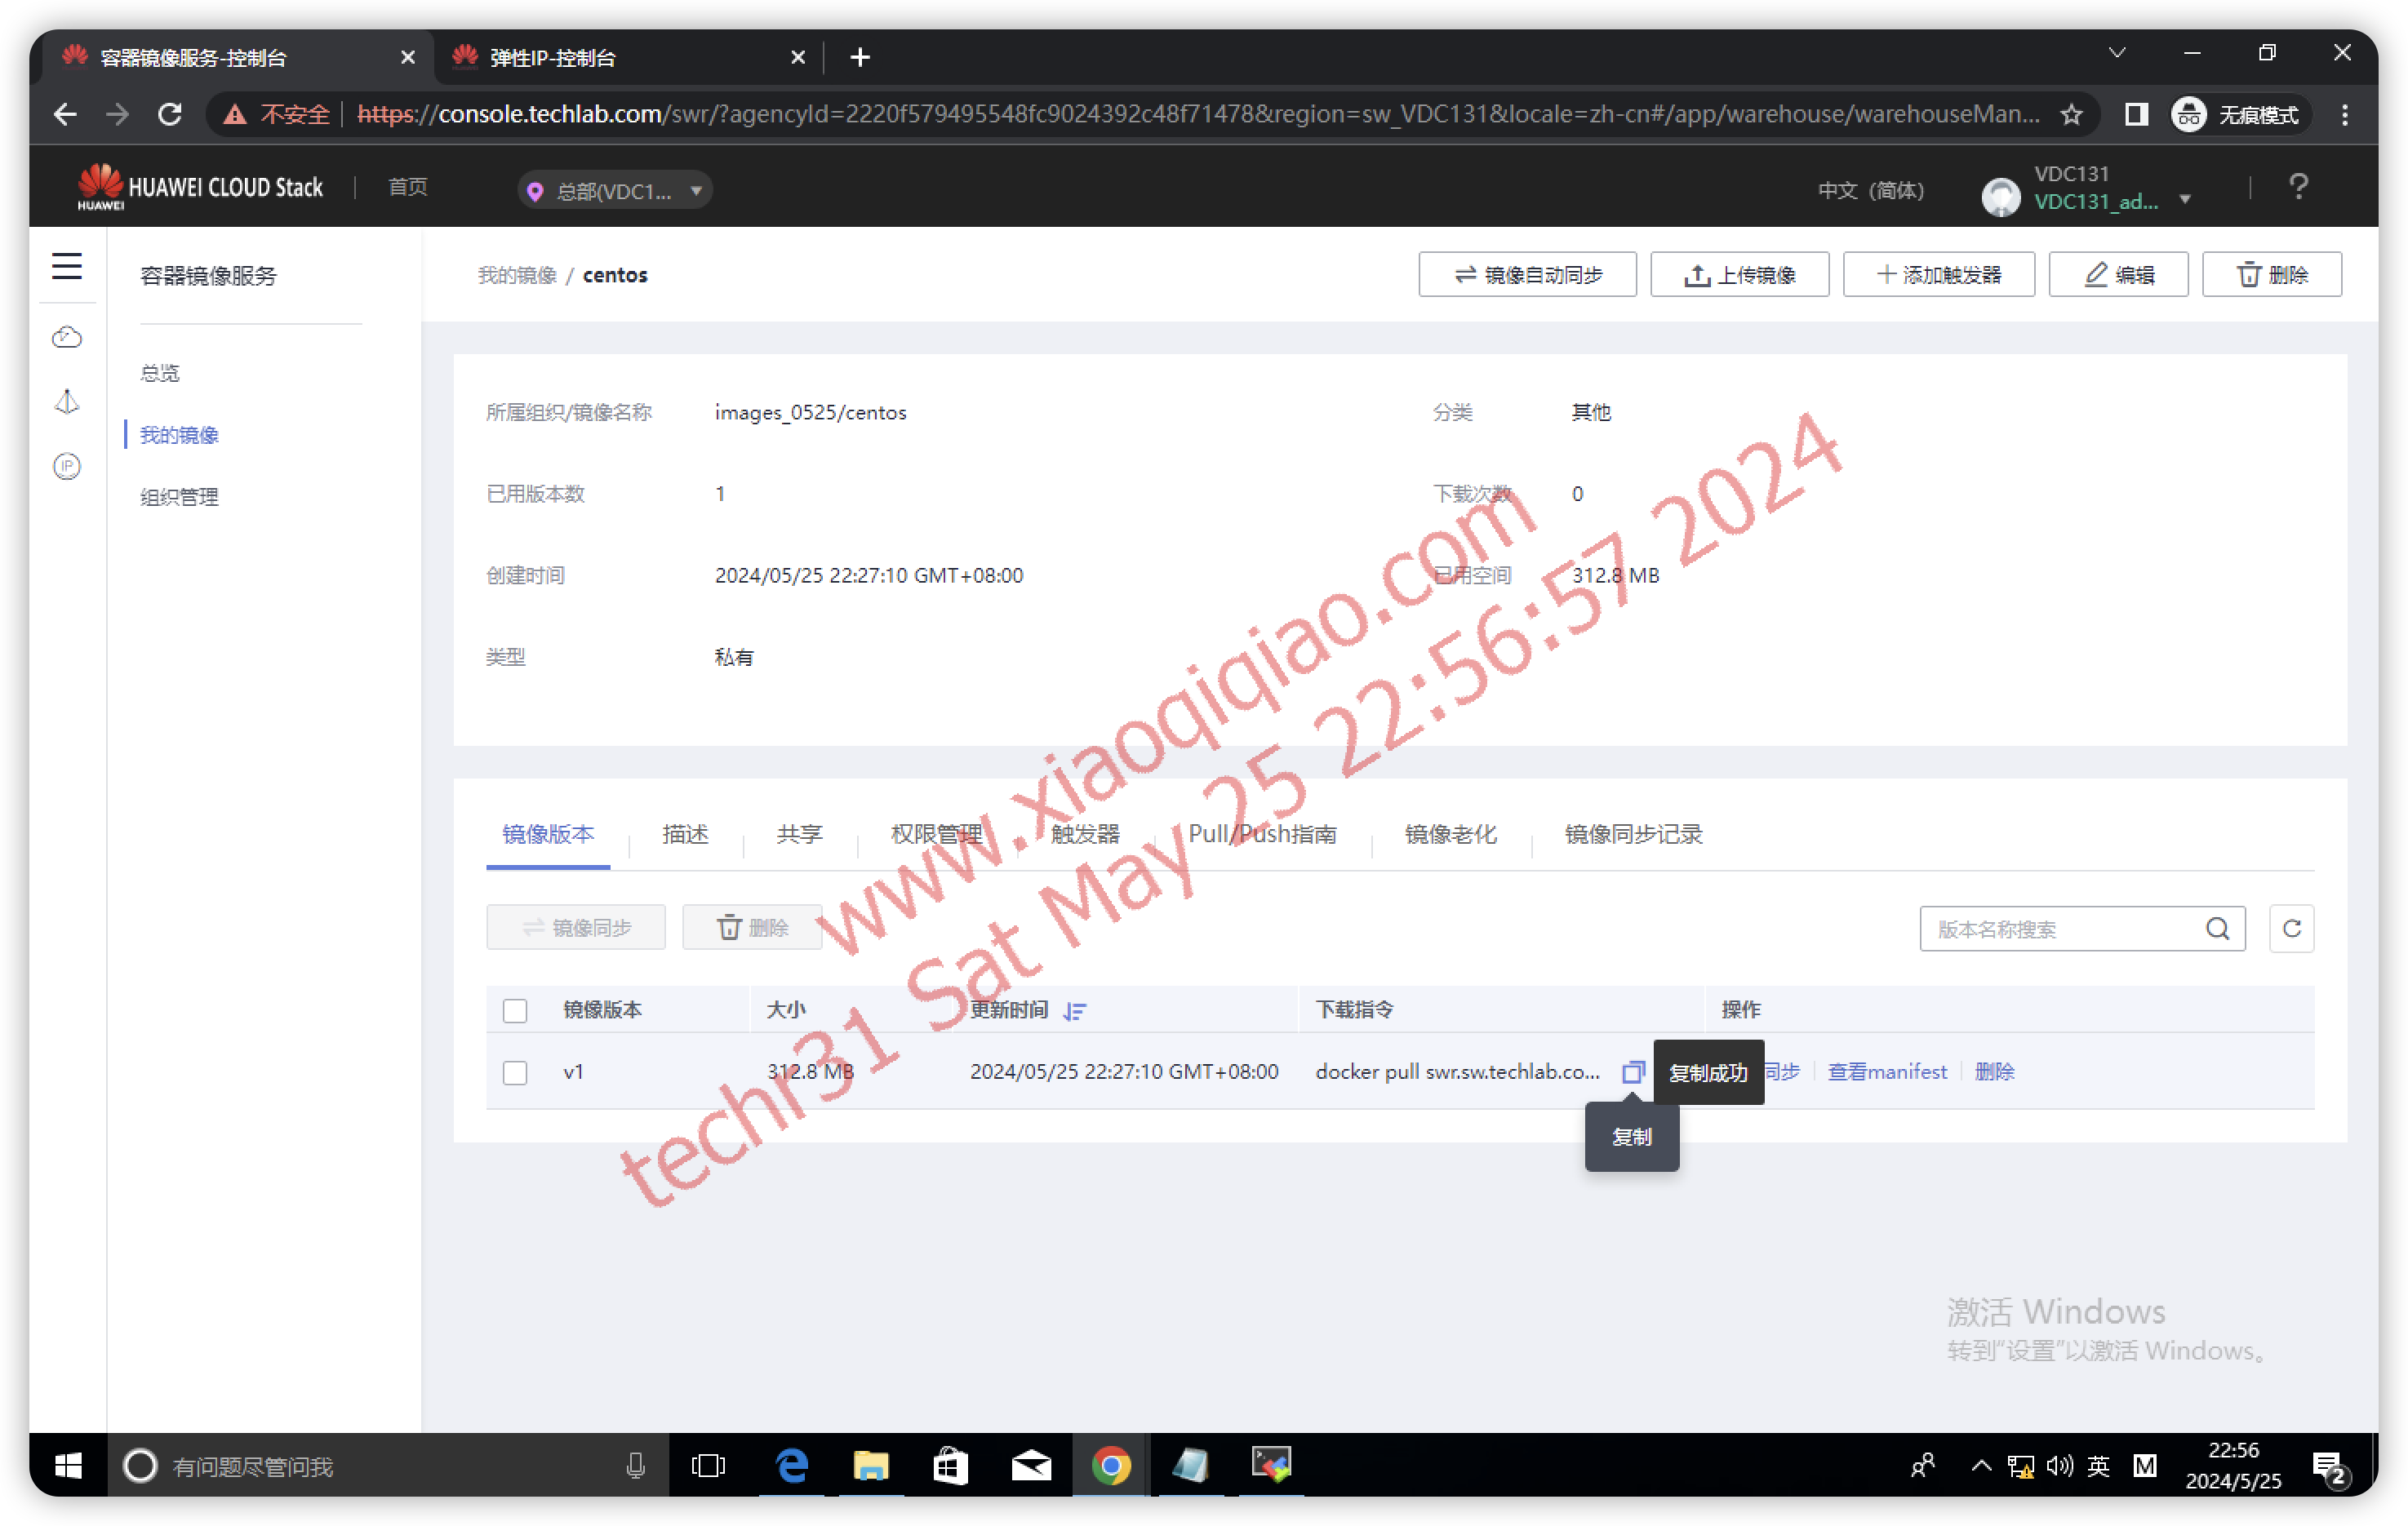 容器镜像服务-控制台
弹性IP-控制台
不安全 https://console.techlab.com/swr/?agencyId=2220f579495548fc9024392c48f71478&region=sw_VDC131&locale=zh-cn#/app/warehouse/warehouseMan...
无痕模式
HUAWEI
HUAWEI CLOUD Stack
首页
总部(VDC1...
中文 (简体)
VDC131
VDC131_ad...
?
容器镜像服务
总览
我的镜像
组织管理
IP
我的镜像 / centos
镜像自动同步
上传镜像
添加触发器
编辑
删除
所属组织/镜像名称 images_0525/centos
分类 其他
已用版本数 1
下载次数 0
创建时间 2024/05/25 22:27:10 GMT+08:00
已用空间 312.8 MB
类型 私有
镜像版本 描述 共享 权限管理 触发器 Pull/Push指南 镜像老化 镜像同步记录
镜像同步 删除
版本名称搜索
镜像版本 大小 更新时间 下载指令 操作
v1 312.8 MB 2024/05/25 22:27:10 GMT+08:00 docker pull swr.sw.techlab.co... 复制成功 同步 查看manifest 删除
复制
www.xiaoqiqiao.com
techr31 Sat May 25 22:56:57 2024
激活 Windows
转到"设置"以激活 Windows。
有问题尽管问我
英
M
22:56
2024/5/25
2